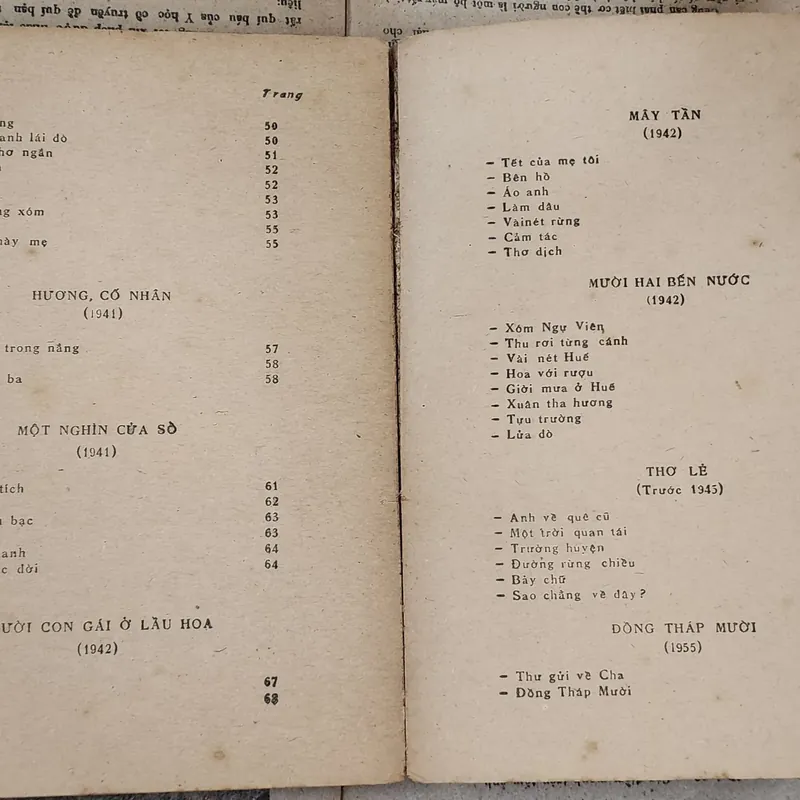 Trang
50
anh lái đò 50
ngắn 51
52
52
53
xóm 53
55
mẹ 55
HƯƠNG, CỐ NHÂN
(1941)
trong nắng 57
58
ba 58
MỘT NGHÌN CỬA SỔ
(1941)
tích 61
62
bạc 63
63
anh 64
đời 64
CON GÁI Ở LẦU HOA
(1942)
67
68
MÂY TẦN
(1942)
— Tết của mẹ tôi
— Bên hồ
— Áo anh
— Làm dâu
— Vàinét rừng
— Cảm tác
— Thơ dịch
MƯỜI HAI BẾN NƯỚC
(1942)
— Xóm Ngự Viên
— Thu rơi từng cánh
— Vài nét Huế
— Hoa với rượu
— Giời mưa ở Huế
— Xuân tha hương
— Tựu trường
— Lửa đò
THƠ LẺ
(Trước 1945)
— Anh về quê cũ
— Một trời quan tái
— Trường huyện
— Đường rừng chiều
— Bảy chữ
— Sao chẳng về đây?
ĐỒNG THÁP MƯỜI
(1955)
— Thư gửi về Cha
— Đồng Tháp Mười